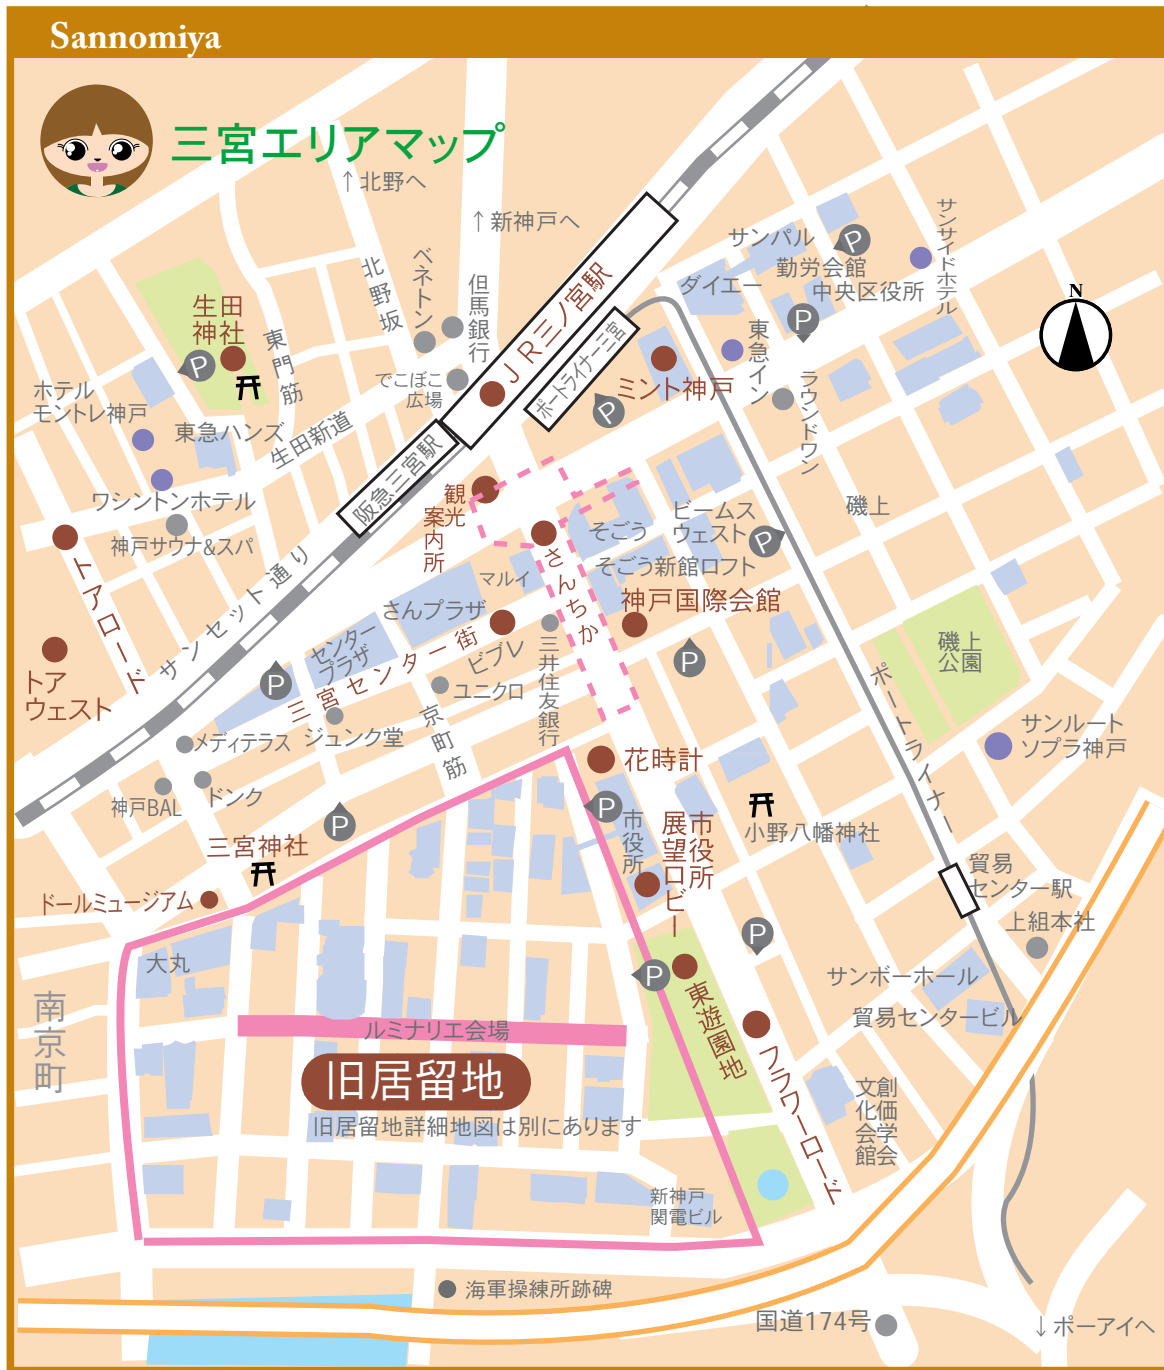 Sannomiya
三宮エリアマップ
↑北野へ
↑新神戸へ
北野坂
ベネトン
但馬銀行
でこぼこ
広場
JR三ノ宮駅
ポートライナー三宮
阪急三宮駅
サンパル
P
勤労会館
ダイエー
中央区役所
サンサイドホテル
N
P
東急イン
ラウンドワン
ミント神戸
P
生田
神社
P
東門筋
ホテル
モントレ神戸
東急ハンズ
生田新道
ワシントンホテル
神戸サウナ&スパ
トアロード
トア
ウェスト
サンセット通り
観光
案内所
さんちか
マルイ
そごう
ビームス
ウェスト
P
磯上
そごう新館ロフト
神戸国際会館
P
さんプラザ
センター
プラザ
P
三宮センター街
ビブレ
ユニクロ
三井住友銀行
ジュンク堂
京町筋
メディテラス
神戸BAL
ドンク
P
三宮神社
ドールミュージアム
花時計
P
市役所
市役所
展望ロビー
小野八幡神社
磯上
公園
ポートライナー
サンルート
ソプラ神戸
貿易
センター駅
上組本社
サンボーホール
貿易センタービル
P
P
東遊園地
フラワーロード
創価学会
文化会館
大丸
南京町
ルミナリエ会場
旧居留地
旧居留地詳細地図は別にあります
新神戸
関電ビル
海軍操練所跡碑
国道174号
↓ポーアイへ